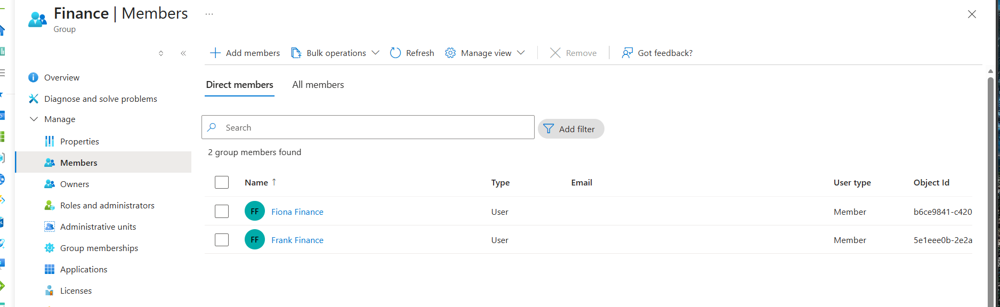 Finance | Members
...
Group
Add members
Bulk operations
Refresh
Manage view
Remove
Got feedback?
Overview
Diagnose and solve problems
Manage
Properties
Members
Owners
Roles and administrators
Administrative units
Group memberships
Applications
Licenses
Direct members
All members
Search
Add filter
2 group members found
Name ↑ Type Email User type Object Id
FF Fiona Finance User Member b6ce9841-c420
FF Frank Finance User Member 5e1eee0b-2e2a